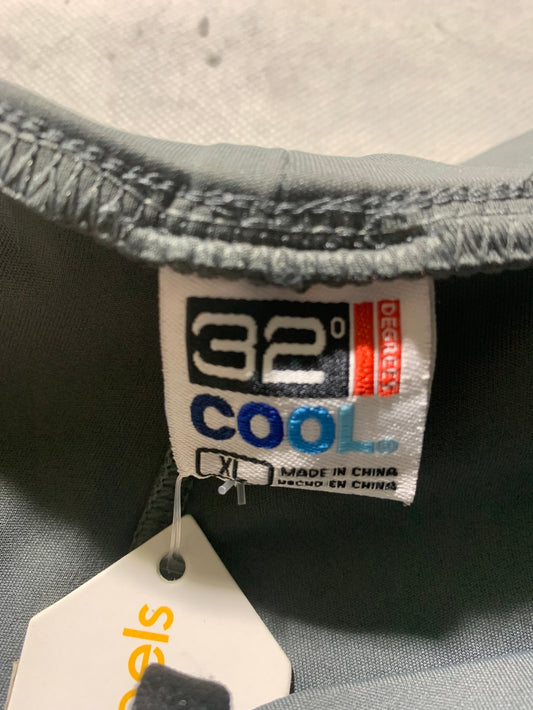 32°
DEGREES
COOL
XL
MADE IN CHINA
HECHO EN CHINA
els